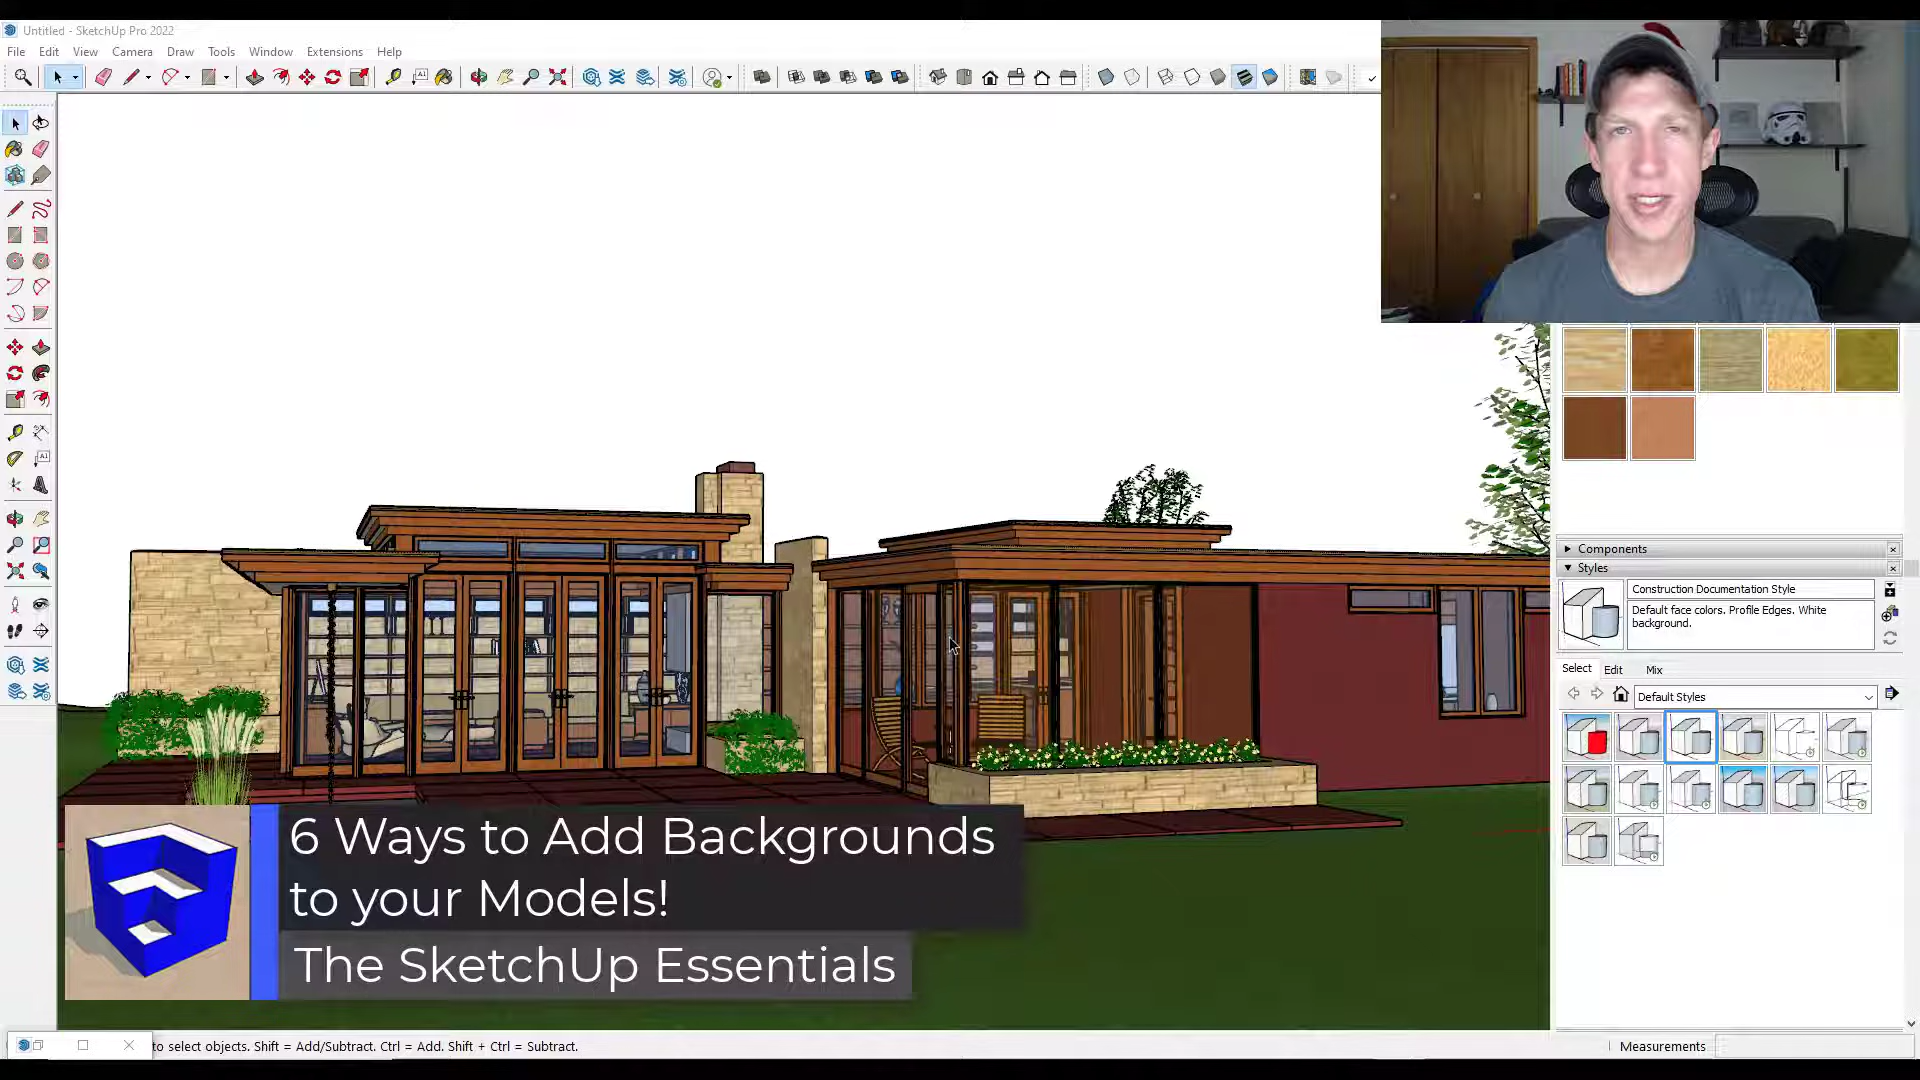 Untitled - SketchUp Pro 2022
File Edit View Camera Draw Tools Window Extensions Help
Components
Styles
Construction Documentation Style
Default face colors. Profile Edges. White
background.
Select Edit Mix
Default Styles
6 Ways to Add Backgrounds
to your Models!
The SketchUp Essentials
to select objects. Shift = Add/Subtract. Ctrl = Add. Shift + Ctrl = Subtract.
Measurements